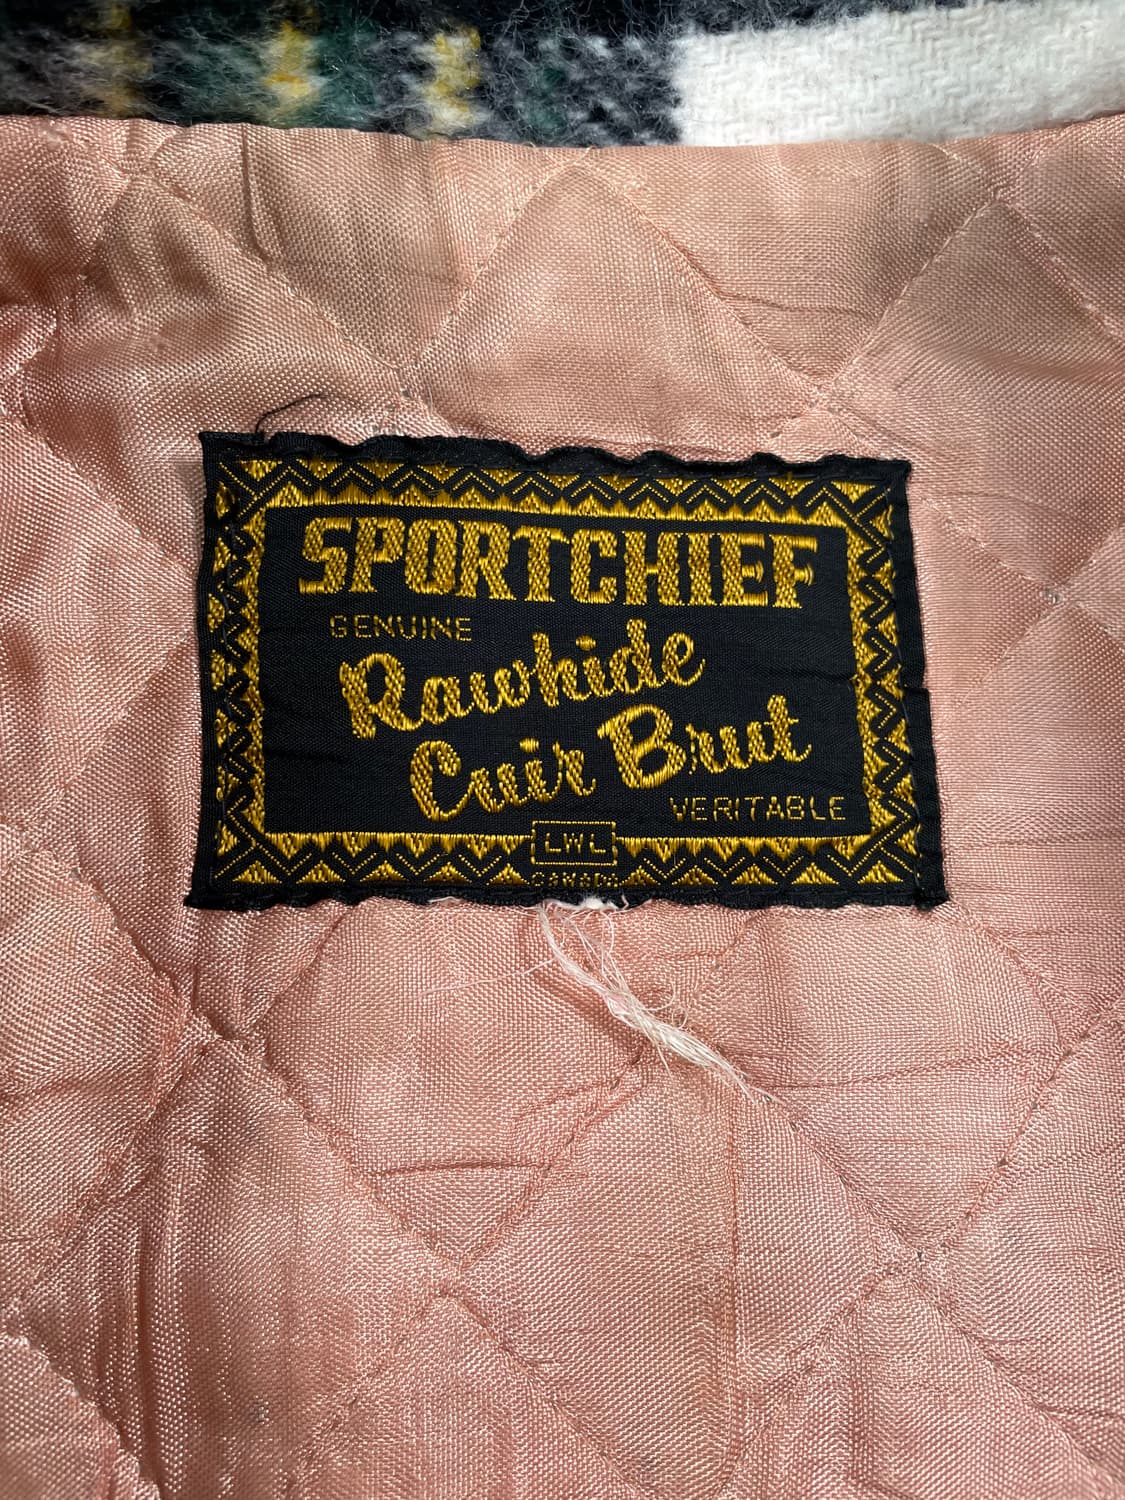 SPORTCHIEF
GENUINE
Rawhide
Cuir Brut
VERITABLE
LWL
CANADA